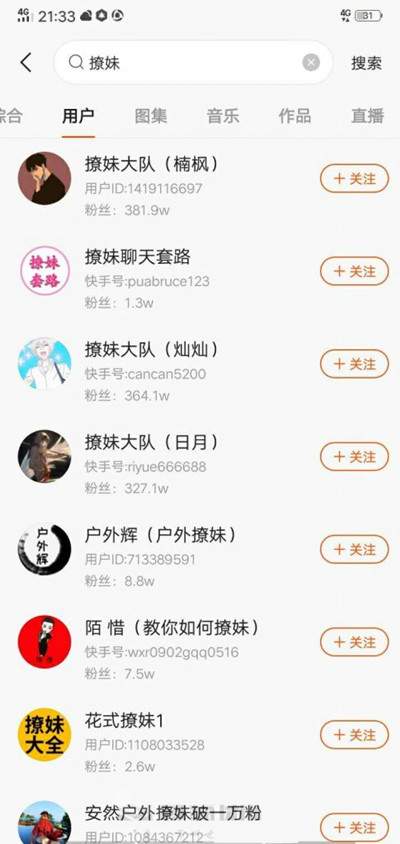 4G 21:33 4G 31
撩妹 搜索
综合 用户 图集 音乐 作品 直播
撩妹大队（楠枫）
用户ID:1419116697
＋关注
粉丝：381.9w
撩妹聊天套路
撩妹
套路
快手号:puabruce123
＋关注
粉丝：1.3w
撩妹大队（灿灿）
快手号:cancan5200
＋关注
粉丝：364.1w
撩妹大队（日月）
快手号:riyue666688
＋关注
粉丝：327.1w
户外辉（户外撩妹）
户外辉
用户ID:713389591
＋关注
粉丝：8.8w
陌 惜（教你如何撩妹）
快手号:wxr0902gqq0516
＋关注
粉丝：7.5w
花式撩妹1
撩妹
大全
用户ID:1108033528
＋关注
粉丝：2.6w
安然户外撩妹破一万粉
用户ID:1084367212
＋关注